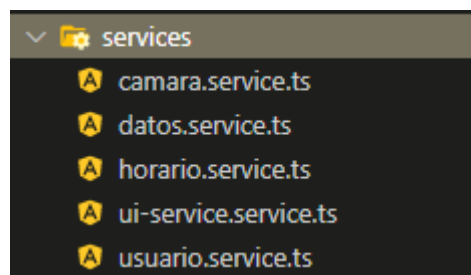 services
camara.service.ts
datos.service.ts
horario.service.ts
ui-service.service.ts
usuario.service.ts